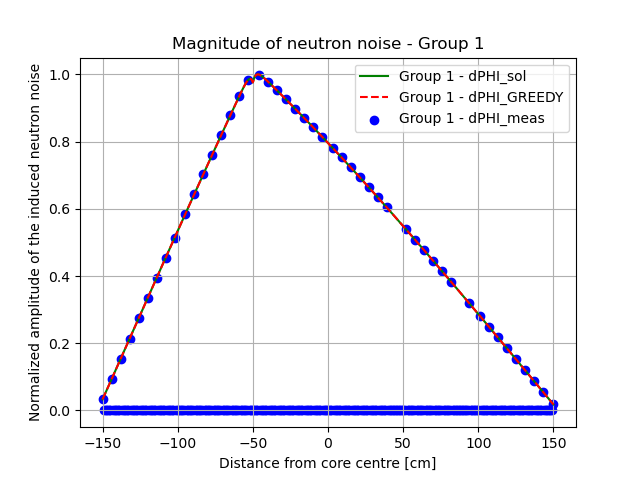 Magnitude of neutron noise - Group 1
Normalized amplitude of the induced neutron noise
1.0
0.8
0.6
0.4
0.2
0.0
Group 1 - dPHI_sol
Group 1 - dPHI_GREEDY
Group 1 - dPHI_meas
−150
−100
−50
0
50
100
150
Distance from core centre [cm]